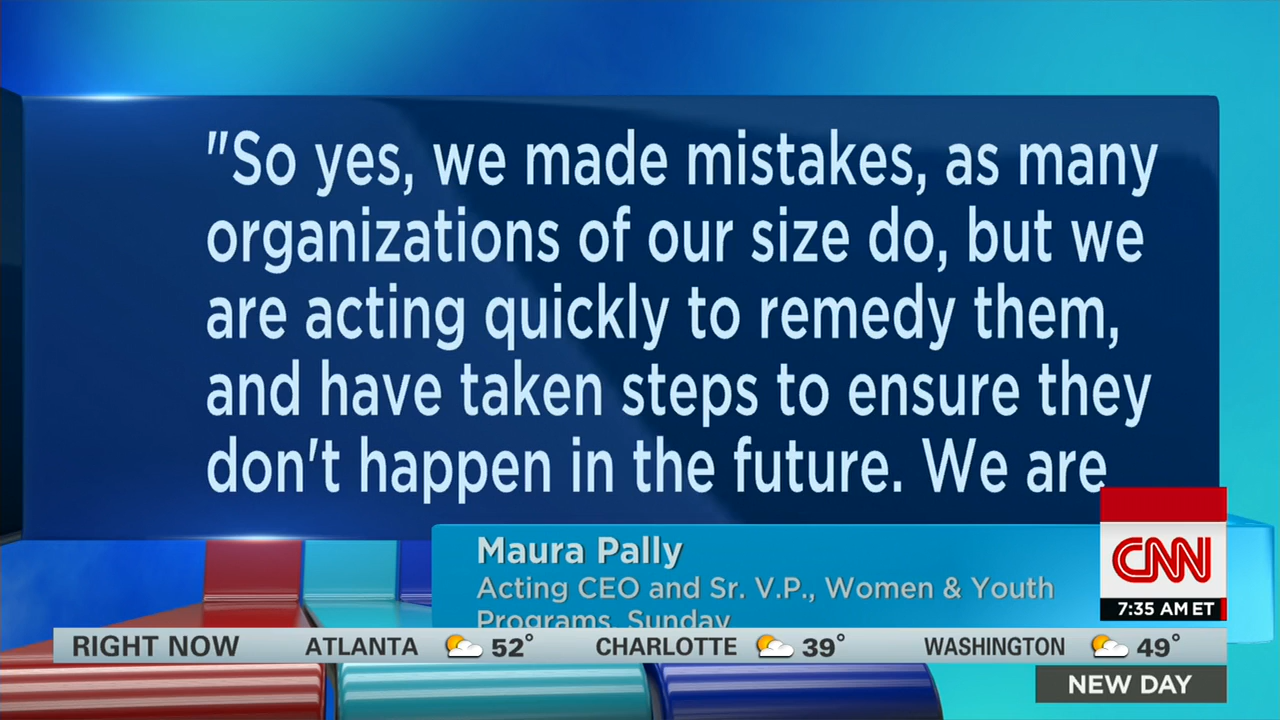 "So yes, we made mistakes, as many
organizations of our size do, but we
are acting quickly to remedy them,
and have taken steps to ensure they
don't happen in the future. We are
Maura Pally
Acting CEO and Sr. V.P., Women & Youth
Programs, Sunday
CNN
7:35 AM ET
RIGHT NOW ATLANTA 52° CHARLOTTE 39° WASHINGTON 49°
NEW DAY